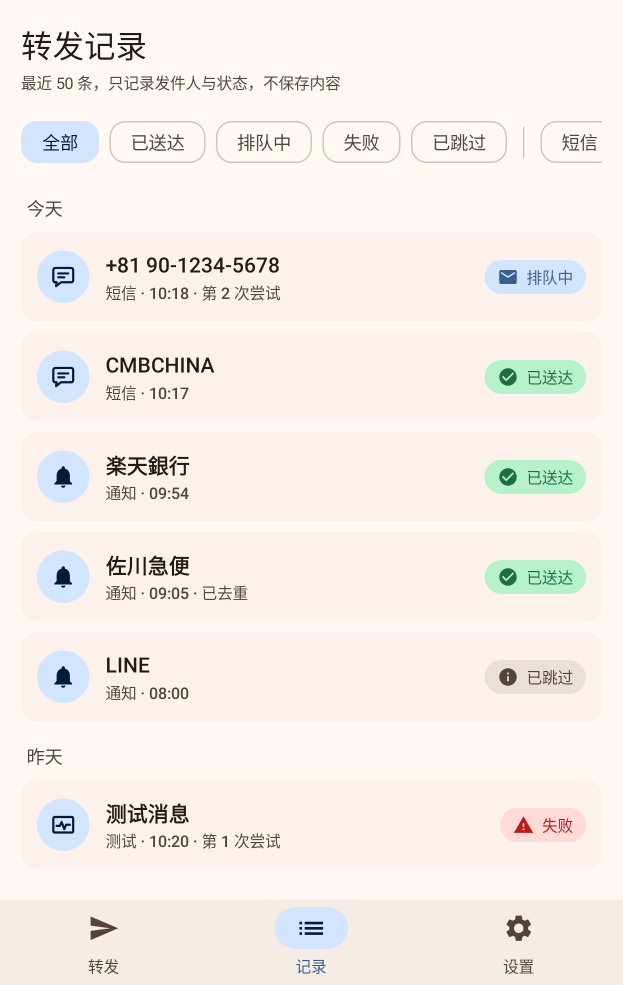 转发记录
最近 50 条，只记录发件人与状态，不保存内容
全部 已送达 排队中 失败 已跳过 短信
今天
+81 90-1234-5678
短信 · 10:18 · 第 2 次尝试
排队中
CMBCHINA
短信 · 10:17
已送达
楽天銀行
通知 · 09:54
已送达
佐川急便
通知 · 09:05 · 已去重
已送达
LINE
通知 · 08:00
已跳过
昨天
测试消息
测试 · 10:20 · 第 1 次尝试
失败
转发 记录 设置